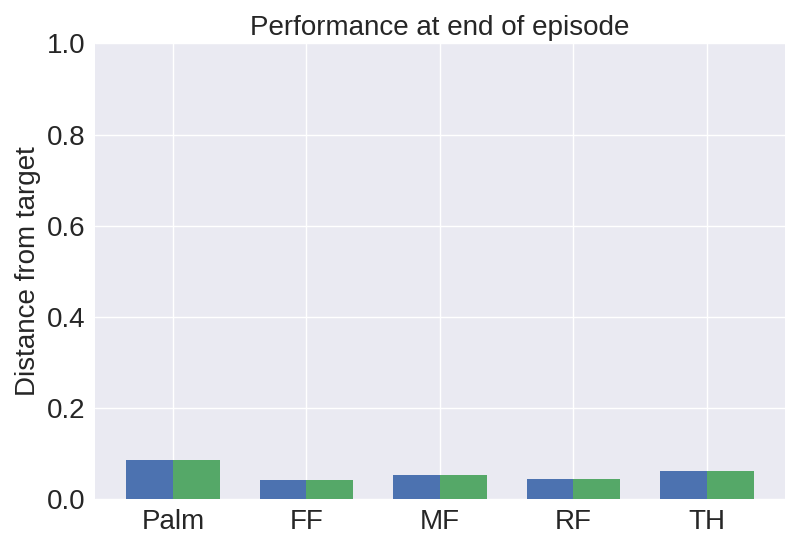 Performance at end of episode
Distance from target
1.0
0.8
0.6
0.4
0.2
0.0
Palm FF MF RF TH